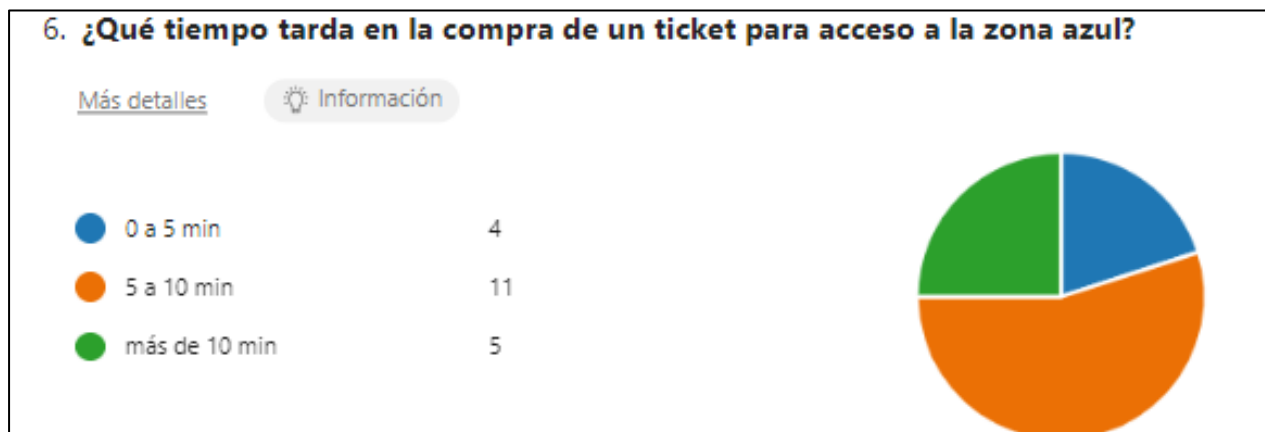 6. ¿Qué tiempo tarda en la compra de un ticket para acceso a la zona azul?
Más detalles Información
0 a 5 min 4
5 a 10 min 11
más de 10 min 5